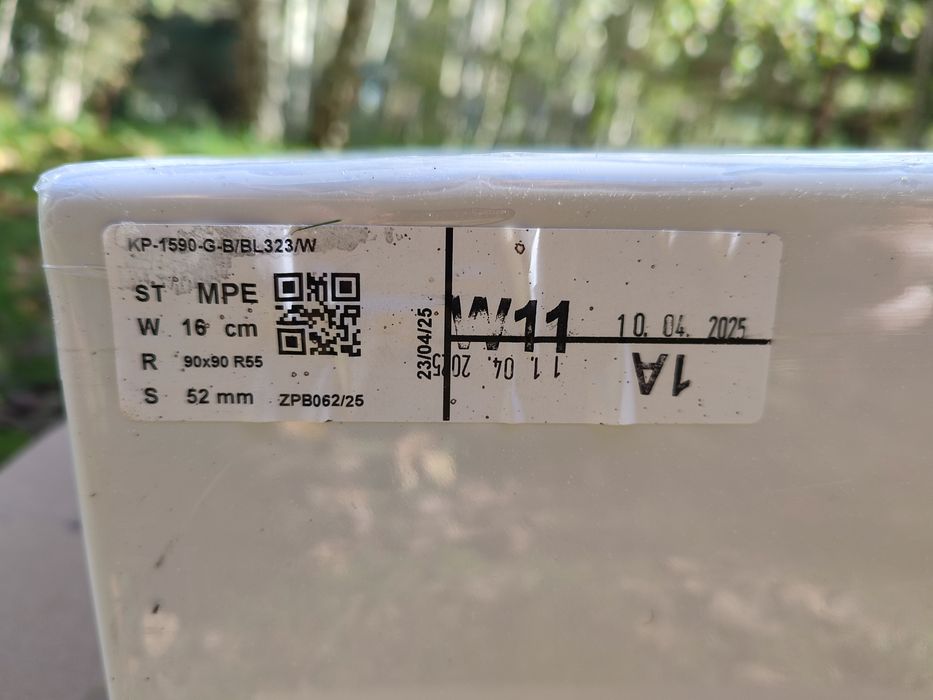 KP-1590-G-B/BL323/W
ST MPE
W 16 cm
R 90x90 R55
S 52 mm ZPB062/25
23/04/25
W11
10. 04. 2025
11. 04. 2025
1A